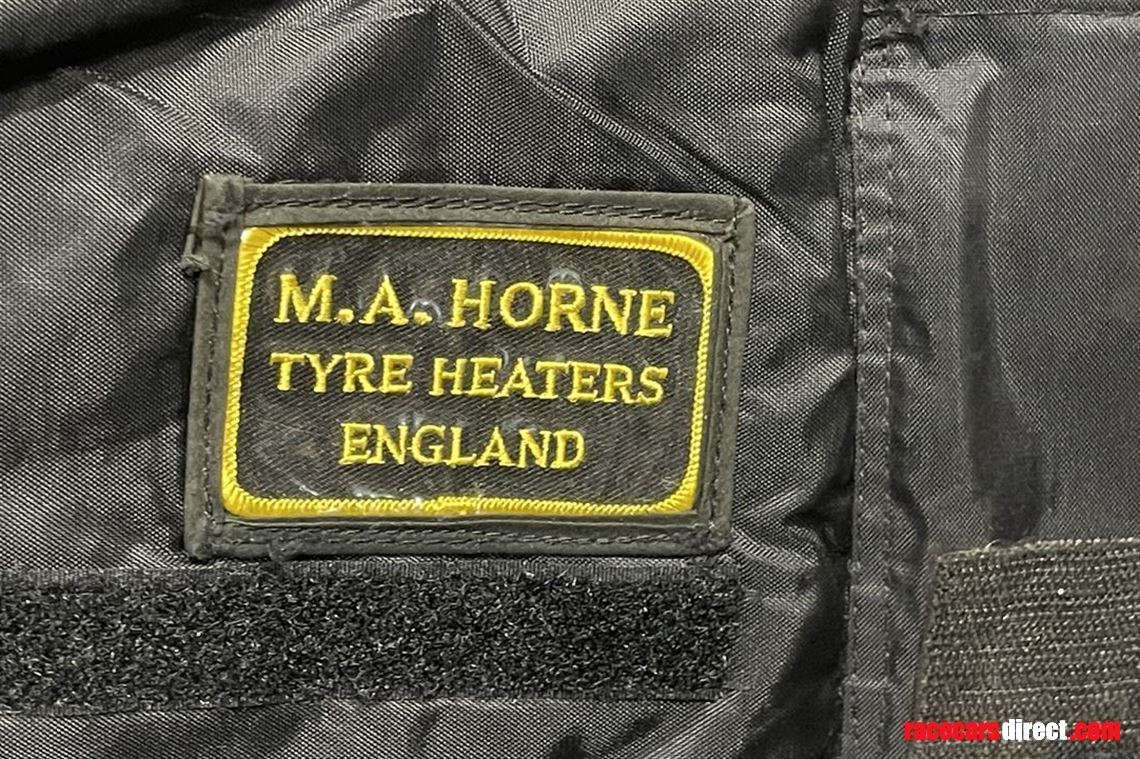 M.A. HORNE
TYRE HEATERS
ENGLAND
racecarsdirect.com